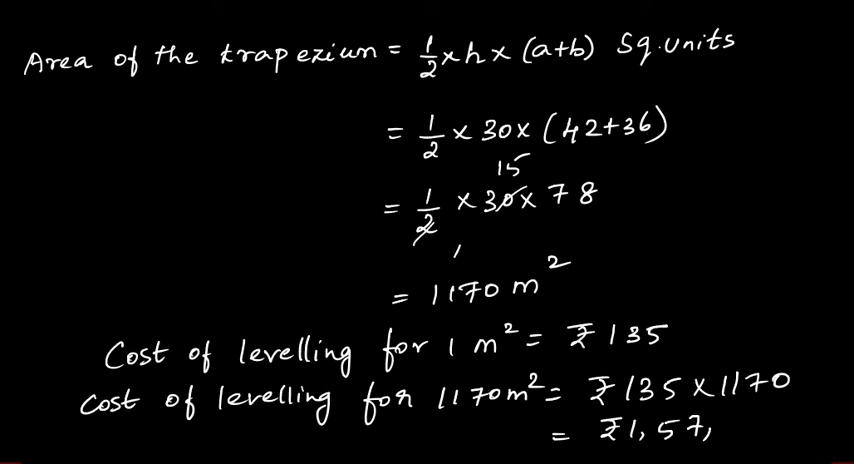 Area of the trapezium = 1/2 x h x (a+b) Sq.units
= 1/2 x 30 x (42+36)
15
= 1/2 x 30 x 78
1
= 1170 m²
Cost of levelling for 1 m² = ₹ 135
Cost of levelling for 1170m² = ₹ 135 x 1170
= ₹1, 57,